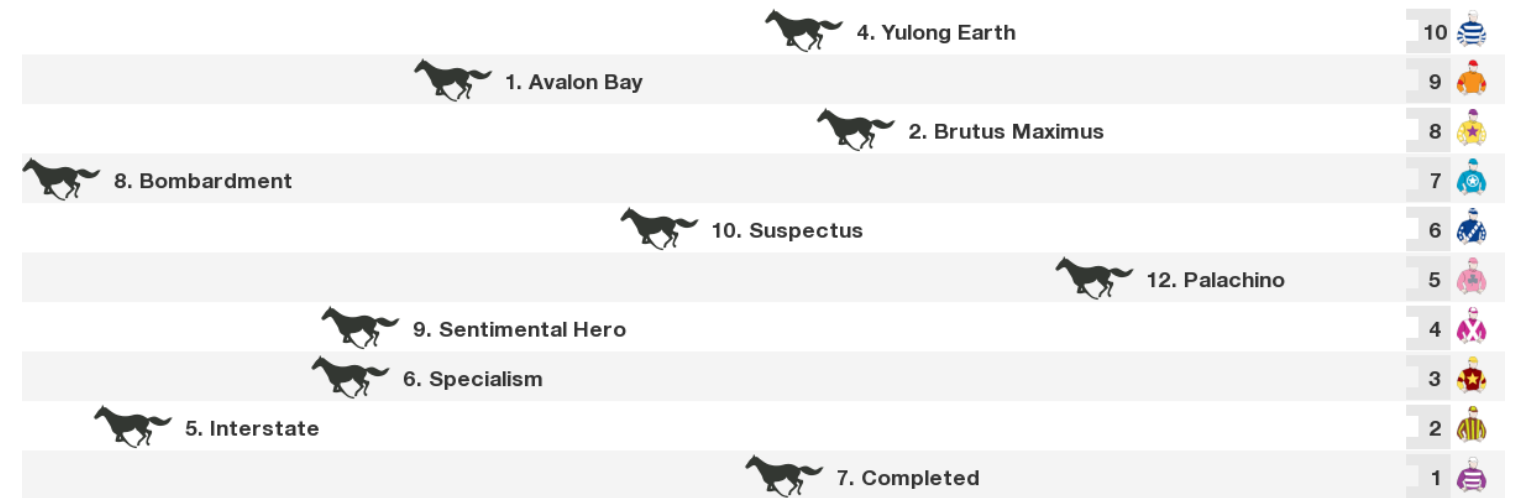 4. Yulong Earth 10
1. Avalon Bay 9
2. Brutus Maximus 8
8. Bombardment 7
10. Suspectus 6
12. Palachino 5
9. Sentimental Hero 4
6. Specialism 3
5. Interstate 2
7. Completed 1